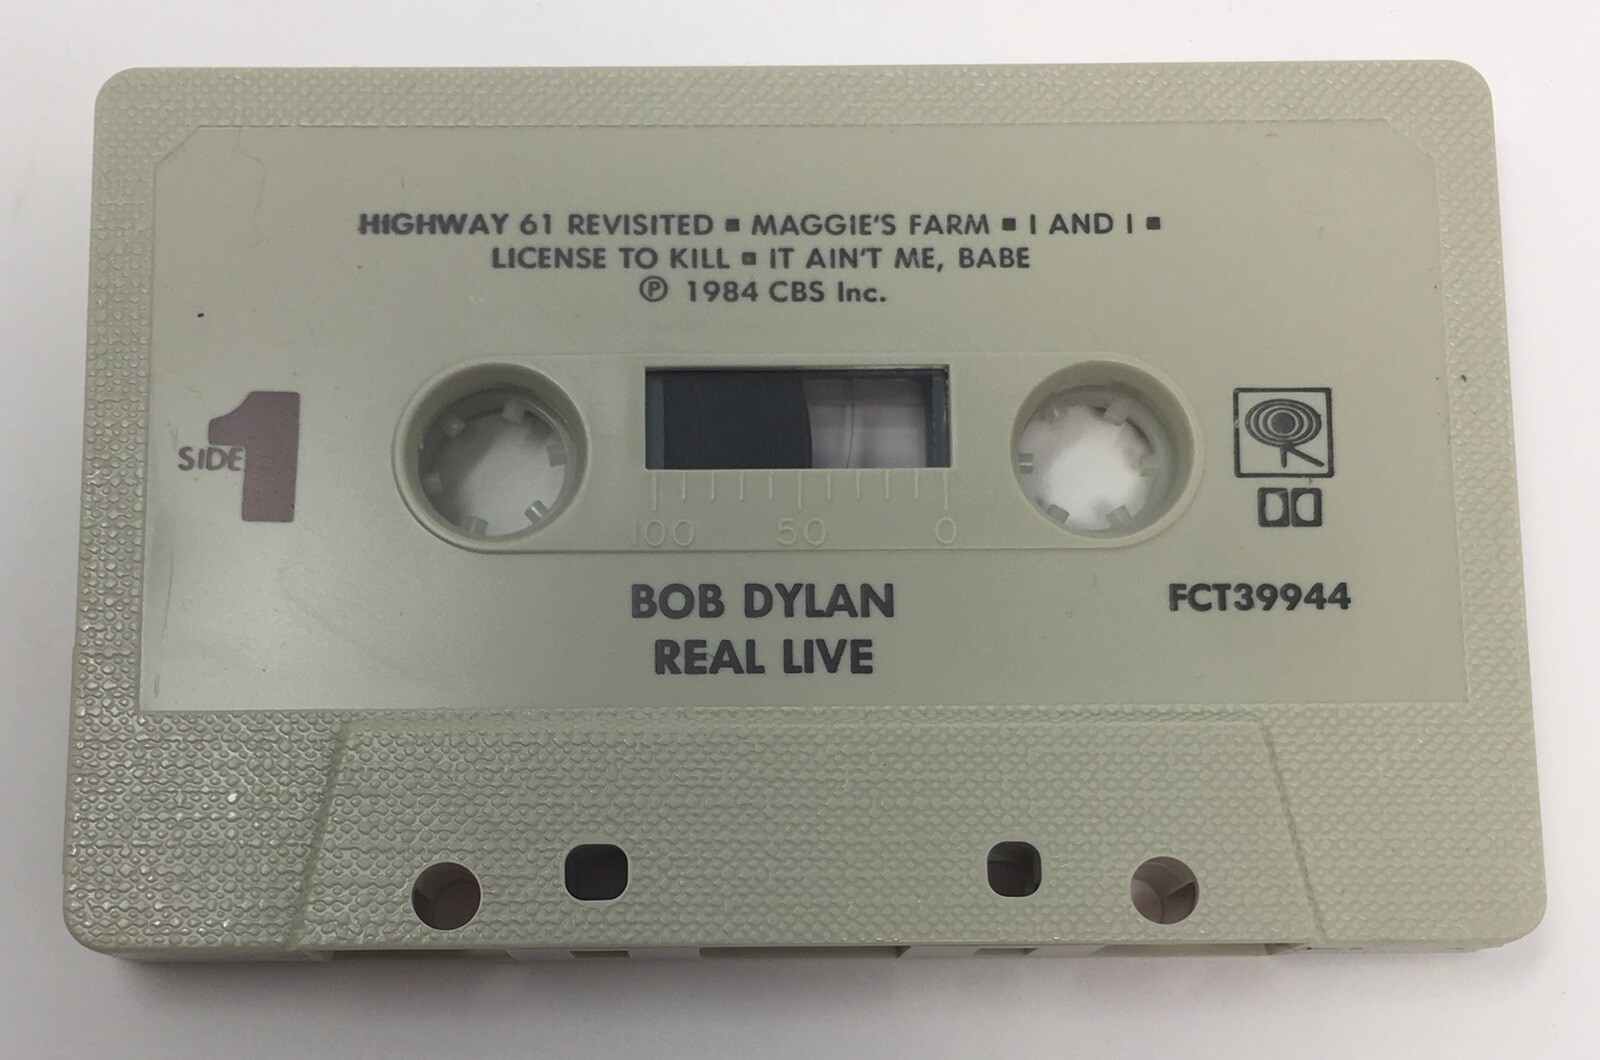 HIGHWAY 61 REVISITED ▪ MAGGIE'S FARM ▪ I AND I ▪
LICENSE TO KILL ▪ IT AIN'T ME, BABE
℗ 1984 CBS Inc.
SIDE 1
100 50 0
BOB DYLAN
REAL LIVE
FCT39944